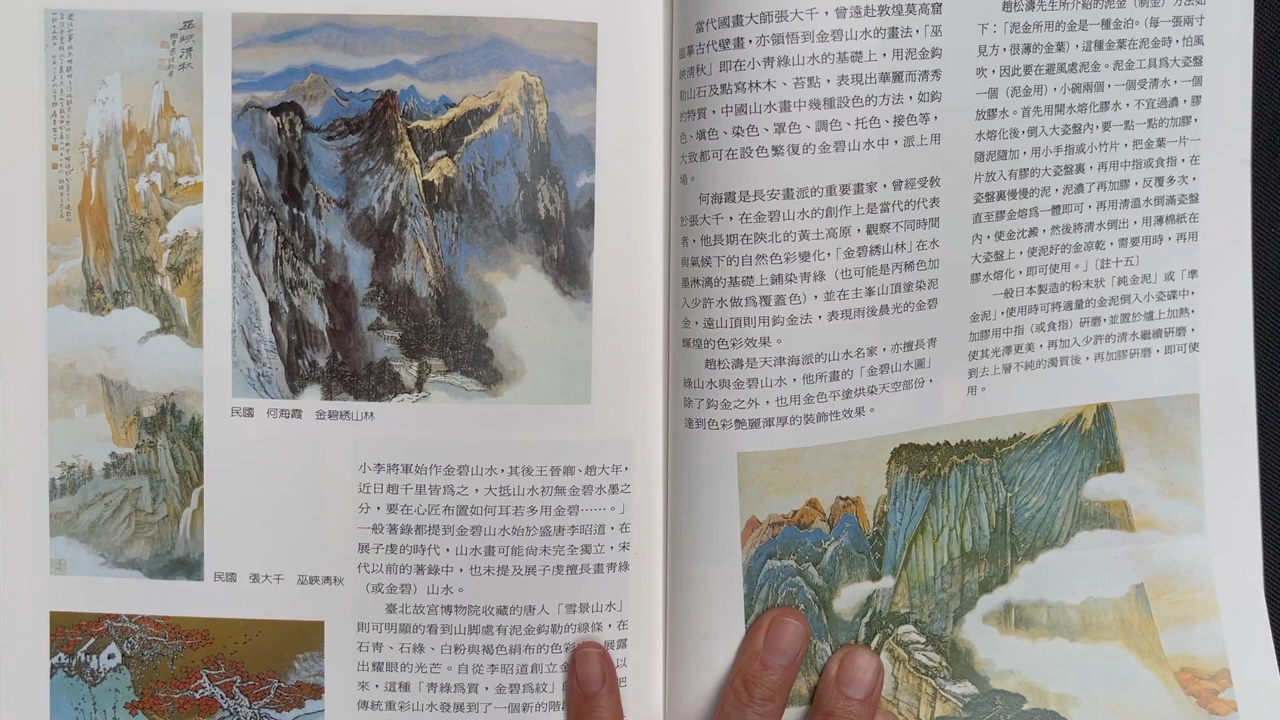 巫峽清秋
民國 何海霞 金碧綉山林
民國 張大千 巫峽淸秋
小李將軍始作金碧山水，其後王晉卿、趙大年，
近日趙千里皆爲之，大抵山水初無金碧水墨之
分，要在心匠布置如何耳若多用金碧……。」
一般著錄都提到金碧山水始於盛唐李昭道，在
展子虔的時代，山水畫可能尙未完全獨立，宋
代以前的著錄中，也未提及展子虔擅長畫靑綠
（或金碧）山水。
臺北故宮博物院收藏的唐人「雪景山水」
則可明顯的看到山脚處有泥金鈎勒的線條，在
石靑、石綠、白粉與褐色絹布的色彩 展露
出耀眼的光芒。自從李昭道創立金 以
來，這種「靑綠爲質，金碧爲紋」的 把
傳統重彩山水發展到了一個新的階
當代國畫大師張大千，曾遠赴敦煌莫高窟
臨摹古代壁畫，亦領悟到金碧山水的畫法，「巫
峽淸秋」即在小靑綠山水的基礎上，用泥金鈎
勒山石及點寫林木、苔點，表現出華麗而淸秀
的特質，中國山水畫中幾種設色的方法，如鈎
色、塡色、染色、罩色、調色、托色、接色等，
大致都可在設色繁復的金碧山水中，派上用
場。
何海霞是長安畫派的重要畫家，曾經受敎
於張大千，在金碧山水的創作上是當代的代表
者，他長期在陝北的黃土高原，觀察不同時間
與氣候下的自然色彩變化，「金碧綉山林」在水
墨淋漓的基礎上鋪染靑綠（也可能是丙稀色加
入少許水做爲覆蓋色），並在主峯山頂塗染泥
金，遠山頂則用鈎金法，表現雨後晨光的金碧
輝煌的色彩效果。
趙松濤是天津海派的山水名家，亦擅長靑
綠山水與金碧山水，他所畫的「金碧山水圖」
除了鈎金之外，也用金色平塗烘染天空部份，
達到色彩艷麗渾厚的裝飾性效果。
趙松濤先生所介紹的泥金（制金）方法如
下：「泥金所用的金是一種金泊。（每一張兩寸
見方，很薄的金葉），這種金葉在泥金時，怕風
吹，因此要在避風處泥金。泥金工具爲大瓷盤
一個（泥金用），小碗兩個，一個受淸水，一個
放膠水。首先用開水熔化膠水，不宜過濃，膠
水熔化後，倒入大瓷盤內，要一點一點的加膠，
隨泥隨加，用小手指或小竹片，把金葉一片一
片放入有膠的大瓷盤裏，再用中指或食指，在
瓷盤裏慢慢的泥，泥濃了再加膠，反覆多次，
直至膠金熔爲一體即可，再用淸溫水倒滿瓷盤
內，使金沈澱，然後將淸水倒出，用薄棉紙在
大瓷盤上，使泥好的金凉乾，需要用時，再用
膠水熔化，即可使用。」〔註十五〕
一般日本製造的粉末狀「純金泥」或「準
金泥」，使用時可將適量的金泥倒入小瓷碟中，
加膠用中指（或食指）研磨，並置於爐上加熱，
使其光澤更美，再加入少許的淸水繼續研磨，
到去上層不純的濁質後，再加膠研磨，即可使
用。